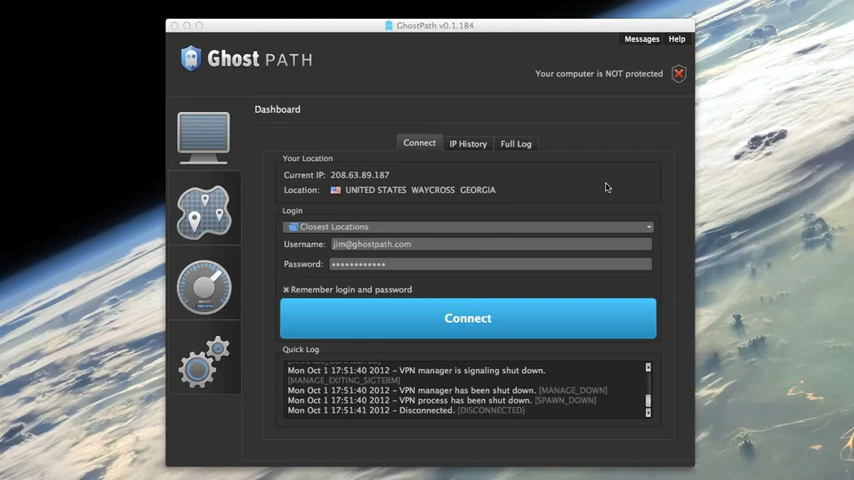 GhostPath v0.1.184
Messages Help
Ghost PATH
Your computer is NOT protected
Dashboard
Connect IP History Full Log
Your Location
Current IP: 208.63.89.187
Location: UNITED STATES WAYCROSS GEORGIA
Login
Closest Locations
Username: jim@ghostpath.com
Password: ••••••••••••
Remember login and password
Connect
Quick Log
Mon Oct 1 17:51:40 2012 - VPN manager is signaling shut down.
[MANAGE_EXITING_SIGTERM]
Mon Oct 1 17:51:40 2012 - VPN manager has been shut down. [MANAGE_DOWN]
Mon Oct 1 17:51:40 2012 - VPN process has been shut down. [SPAWN_DOWN]
Mon Oct 1 17:51:41 2012 - Disconnected. [DISCONNECTED]